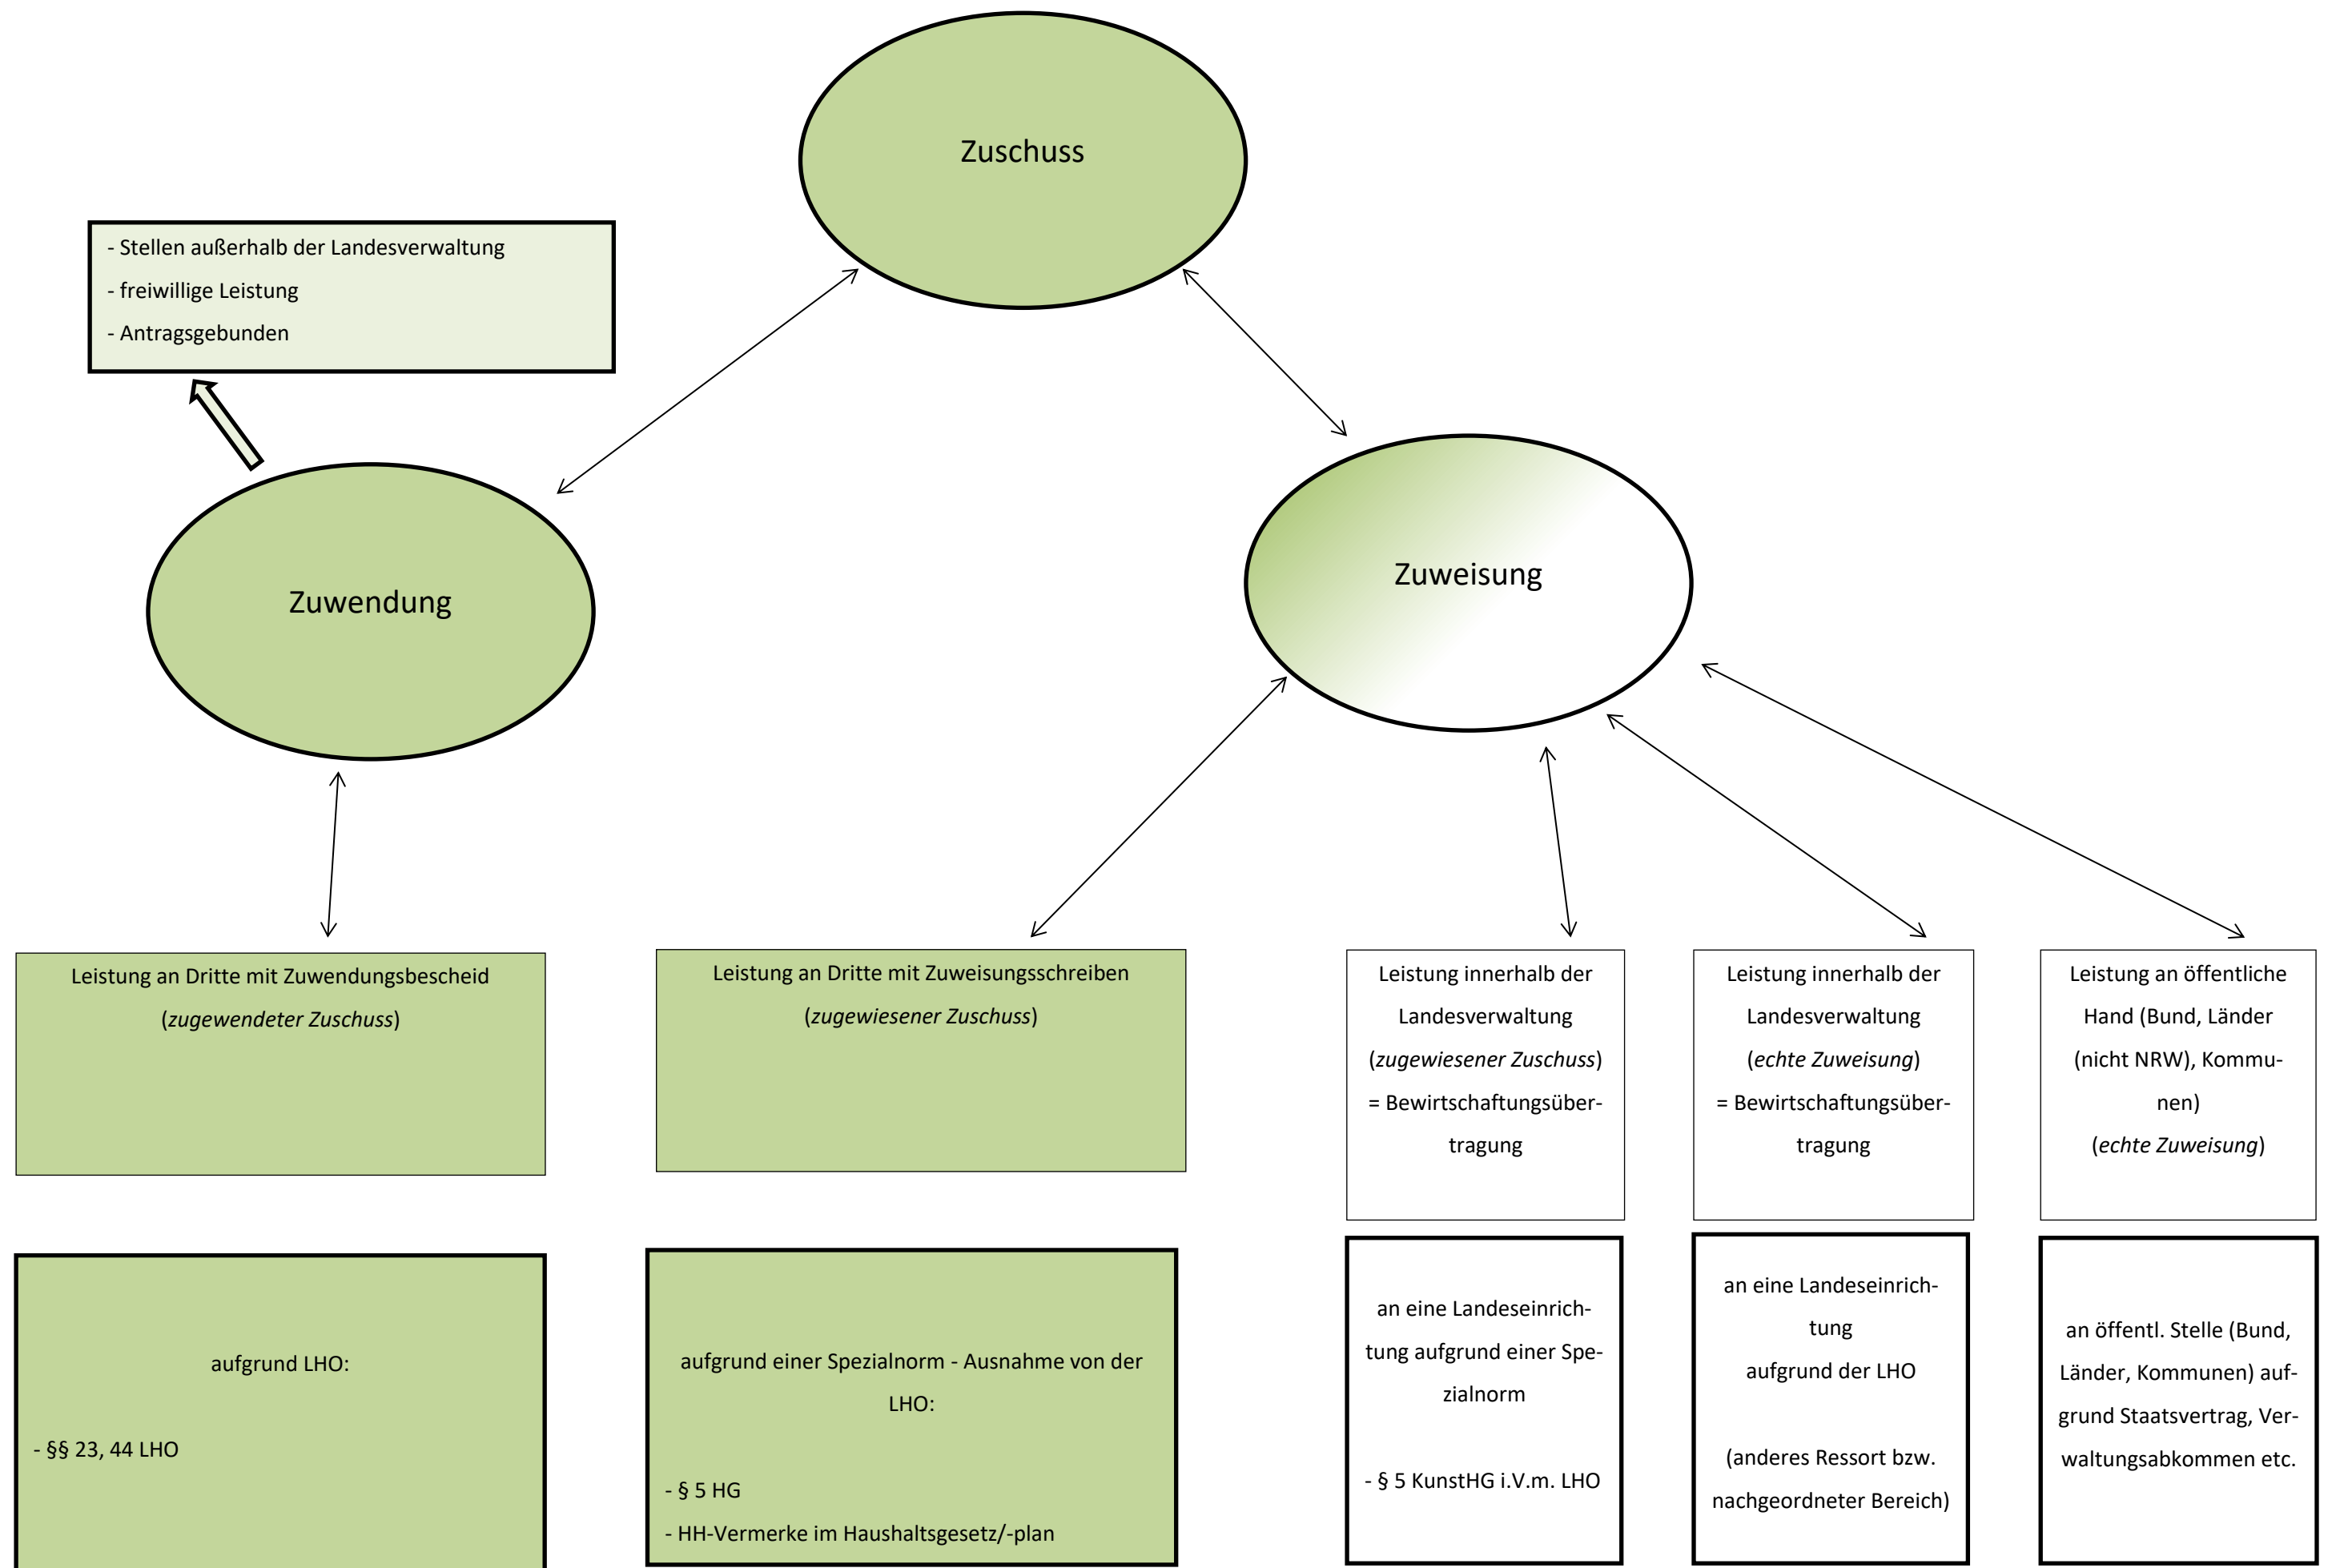 Zuschuss
- Stellen außerhalb der Landesverwaltung
- freiwillige Leistung
- Antragsgebunden
Zuwendung
Zuweisung
Leistung an Dritte mit Zuwendungsbescheid
(zugewendeter Zuschuss)
Leistung an Dritte mit Zuweisungsschreiben
(zugewiesener Zuschuss)
Leistung innerhalb der
Landesverwaltung
(zugewiesener Zuschuss)
= Bewirtschaftungsüber-
tragung
Leistung innerhalb der
Landesverwaltung
(echte Zuweisung)
= Bewirtschaftungsüber-
tragung
Leistung an öffentliche
Hand (Bund, Länder
(nicht NRW), Kommu-
nen)
(echte Zuweisung)
aufgrund LHO:
- §§ 23, 44 LHO
aufgrund einer Spezialnorm - Ausnahme von der
LHO:
- § 5 HG
- HH-Vermerke im Haushaltsgesetz/-plan
an eine Landeseinrich-
tung aufgrund einer Spe-
zialnorm
- § 5 KunstHG i.V.m. LHO
an eine Landeseinrich-
tung
aufgrund der LHO
(anderes Ressort bzw.
nachgeordneter Bereich)
an öffentl. Stelle (Bund,
Länder, Kommunen) auf-
grund Staatsvertrag, Ver-
waltungsabkommen etc.